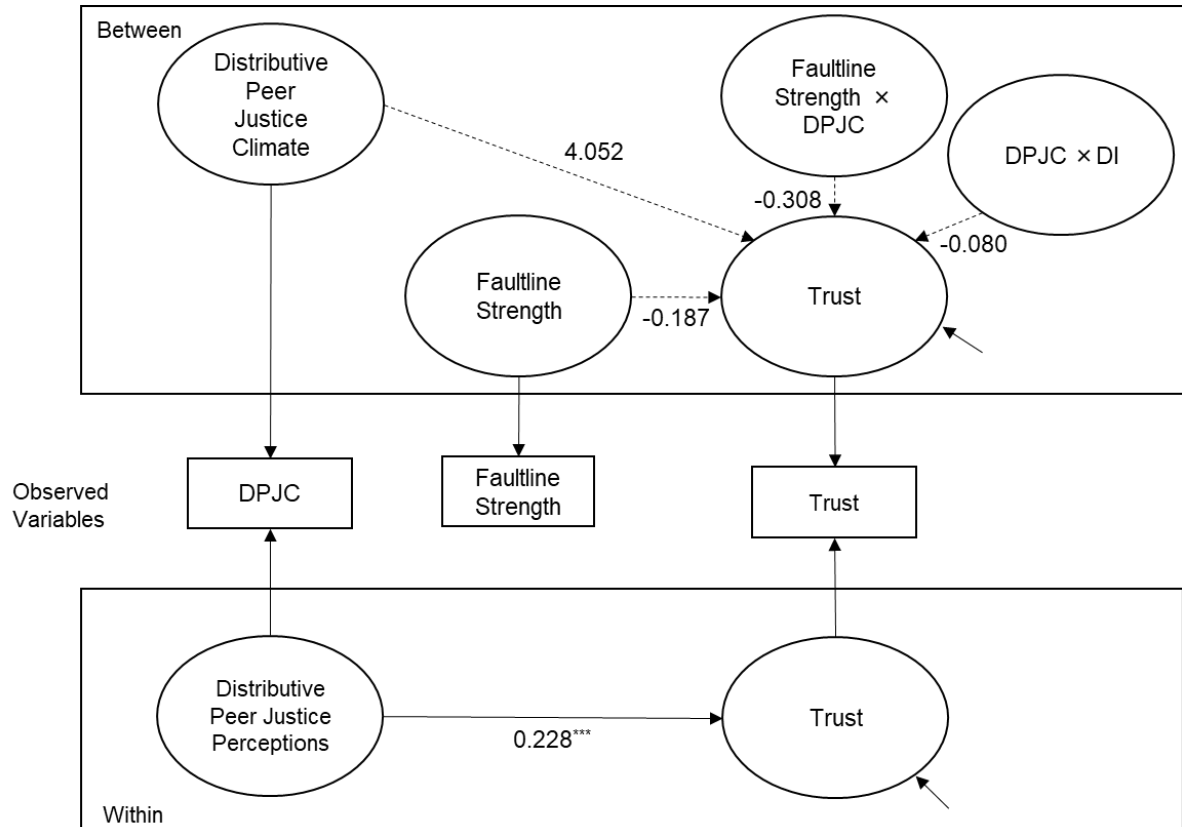 Between
Distributive
Peer
Justice
Climate
Faultline
Strength ×
DPJC
DPJC × DI
4.052
-0.308
-0.080
Faultline
Strength
-0.187
Trust
Observed
Variables
DPJC
Faultline
Strength
Trust
Distributive
Peer Justice
Perceptions
0.228***
Trust
Within